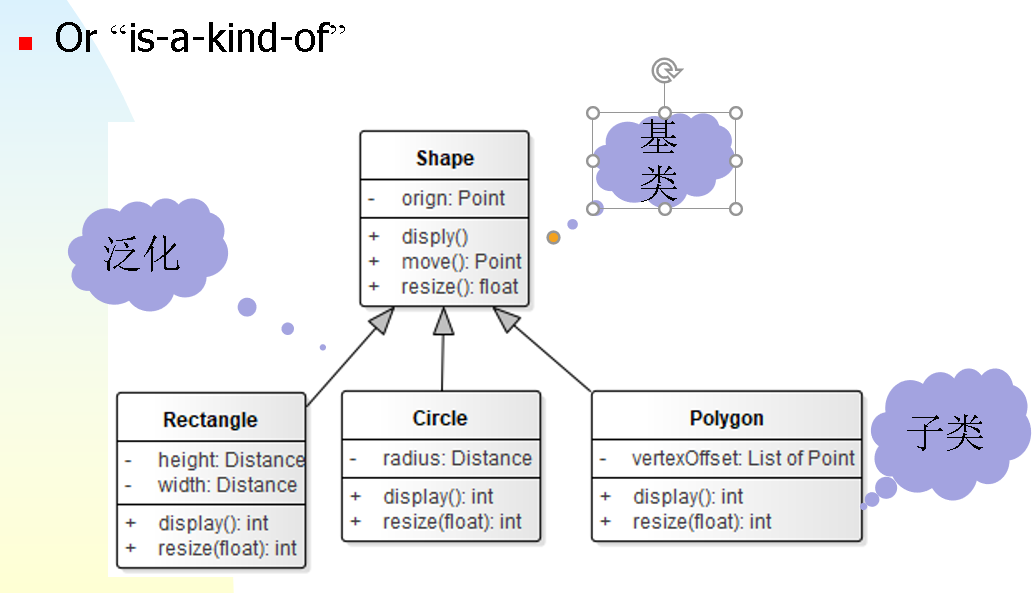 Or “is-a-kind-of”
基
类
泛化
Shape
- orign: Point
+ disply()
+ move(): Point
+ resize(): float
Rectangle
- height: Distance
- width: Distance
+ display(): int
+ resize(float): int
Circle
- radius: Distance
+ display(): int
+ resize(float): int
Polygon
- vertexOffset: List of Point
+ display(): int
+ resize(float): int
子类